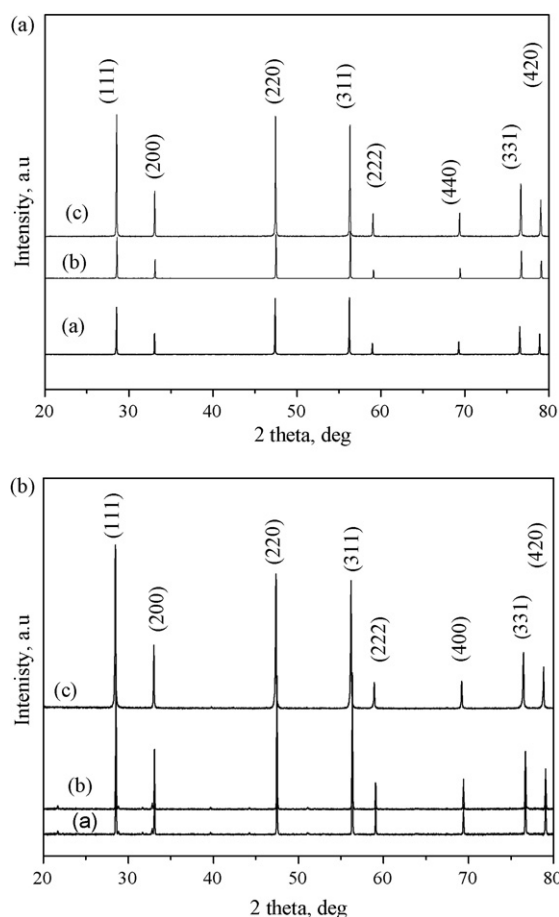 (a)
(111)
(200)
(220)
(311)
(222)
(440)
(331)
(420)
(c)
(b)
(a)
Intensity, a.u
20 30 40 50 60 70 80
2 theta, deg
(b)
(111)
(200)
(220)
(311)
(222)
(400)
(331)
(420)
(c)
(b)
(a)
Intenisty, a.u
20 30 40 50 60 70 80
2 theta, deg